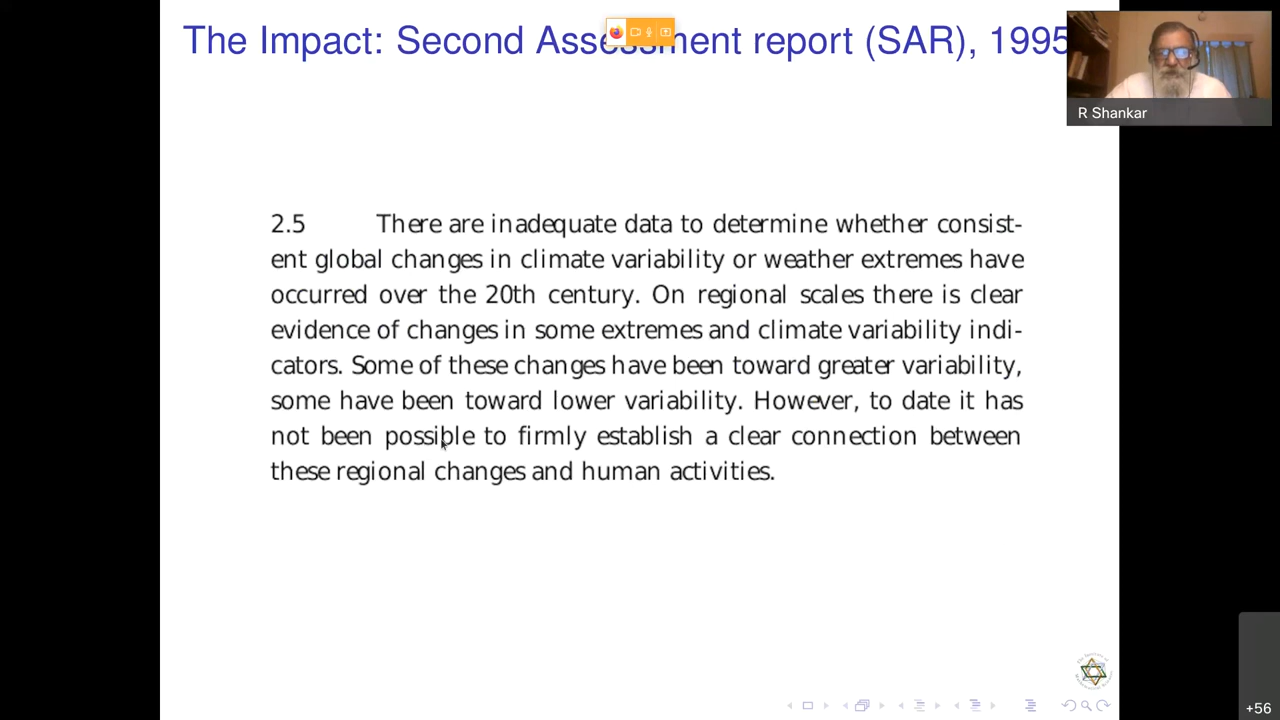 The Impact: Second Assessment report (SAR), 1995
R Shankar
2.5 There are inadequate data to determine whether consist-
ent global changes in climate variability or weather extremes have
occurred over the 20th century. On regional scales there is clear
evidence of changes in some extremes and climate variability indi-
cators. Some of these changes have been toward greater variability,
some have been toward lower variability. However, to date it has
not been possible to firmly establish a clear connection between
these regional changes and human activities.
+56